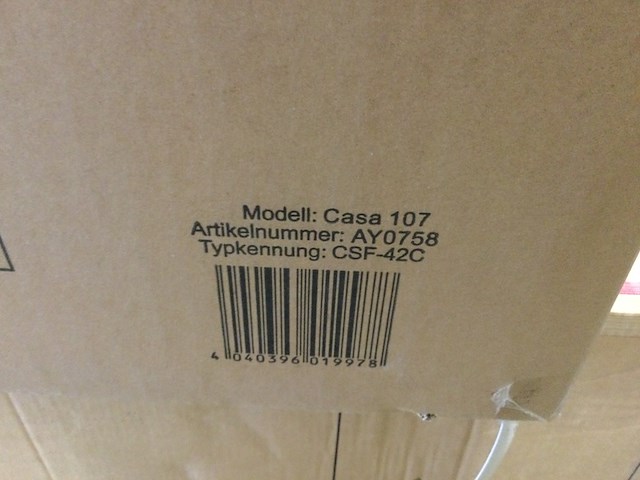 Modell: Casa 107
Artikelnummer: AY0758
Typkennung: CSF-42C
4 040396 019978